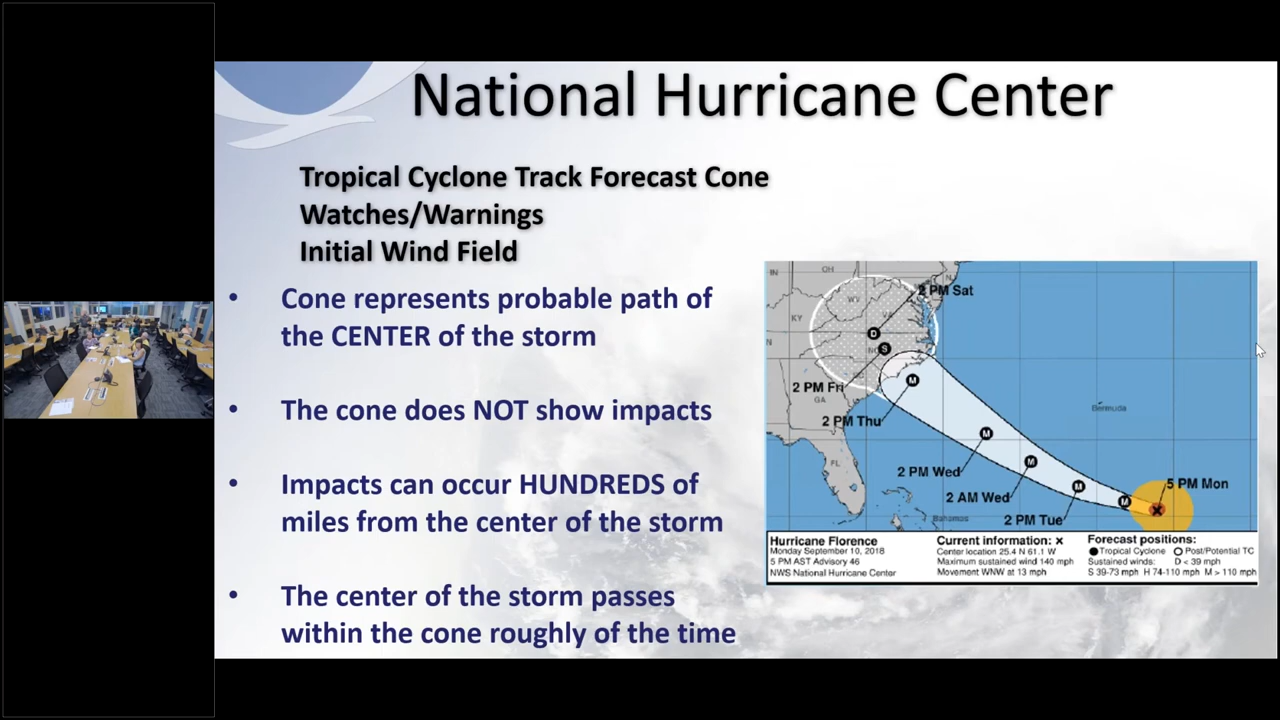 National Hurricane Center
Tropical Cyclone Track Forecast Cone
Watches/Warnings
Initial Wind Field
• Cone represents probable path of
the CENTER of the storm
• The cone does NOT show impacts
• Impacts can occur HUNDREDS of
miles from the center of the storm
• The center of the storm passes
within the cone roughly of the time
IN
OH
WV
KY
VA
NC
GA
FL
2 PM Sat
2 PM Fri
2 PM Thu
2 PM Wed
2 AM Wed
2 PM Tue
5 PM Mon
Bermuda
Bahamas
D
S
M
M
M
M
M
Hurricane Florence
Monday September 10, 2018
5 PM AST Advisory 46
NWS National Hurricane Center
Current information: x
Center location 25.4 N 61.1 W
Maximum sustained wind 140 mph
Movement WNW at 13 mph
Forecast positions:
Tropical Cyclone Post/Potential TC
Sustained winds: D < 39 mph
S 39-73 mph H 74-110 mph M > 110 mph